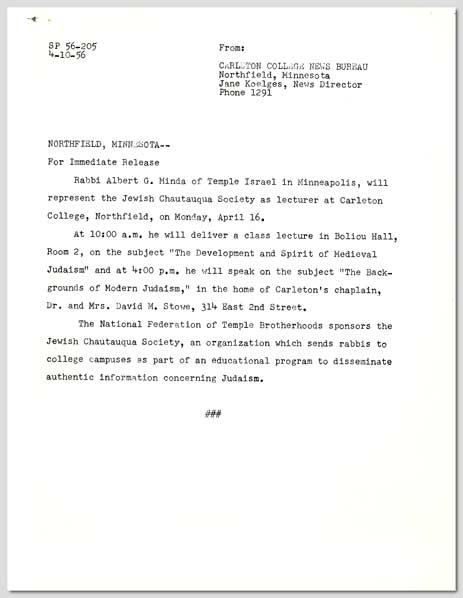 SP 56-205
4-10-56
From:
CARLETON COLLEGE NEWS BUREAU
Northfield, Minnesota
Jane Koelges, News Director
Phone 1291
NORTHFIELD, MINNESOTA--
For Immediate Release
Rabbi Albert G. Minda of Temple Israel in Minneapolis, will
represent the Jewish Chautauqua Society as lecturer at Carleton
College, Northfield, on Monday, April 16.
At 10:00 a.m. he will deliver a class lecture in Boliou Hall,
Room 2, on the subject "The Development and Spirit of Medieval
Judaism" and at 4:00 p.m. he will speak on the subject "The Back-
grounds of Modern Judaism," in the home of Carleton's chaplain,
Dr. and Mrs. David M. Stowe, 314 East 2nd Street.
The National Federation of Temple Brotherhoods sponsors the
Jewish Chautauqua Society, an organization which sends rabbis to
college campuses as part of an educational program to disseminate
authentic information concerning Judaism.
###